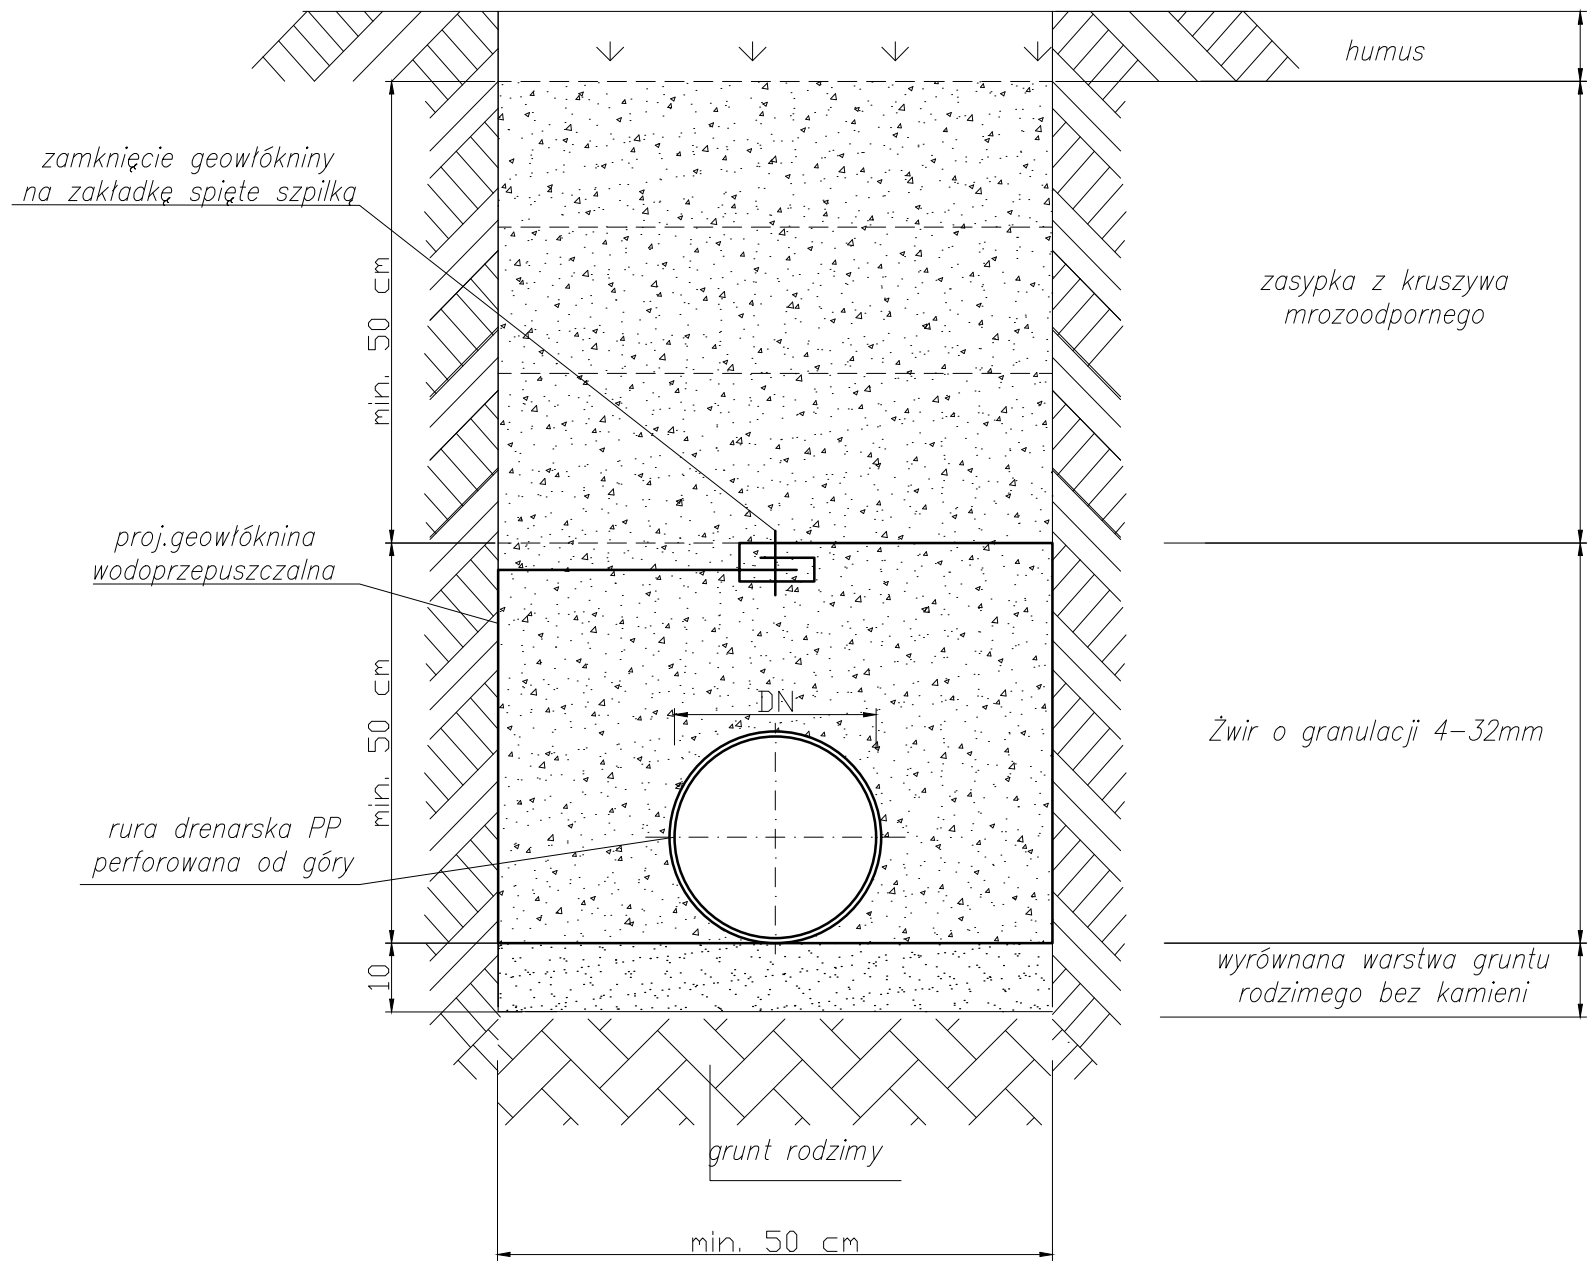 humus
zamknięcie geowłókniny
na zakładkę spięte szpilką
min. 50 cm
zasypka z kruszywa
mrozoodpornego
proj.geowłóknina
wodoprzepuszczalna
min. 50 cm
DN
Żwir o granulacji 4-32mm
rura drenarska PP
perforowana od góry
10
wyrównana warstwa gruntu
rodzimego bez kamieni
grunt rodzimy
min. 50 cm